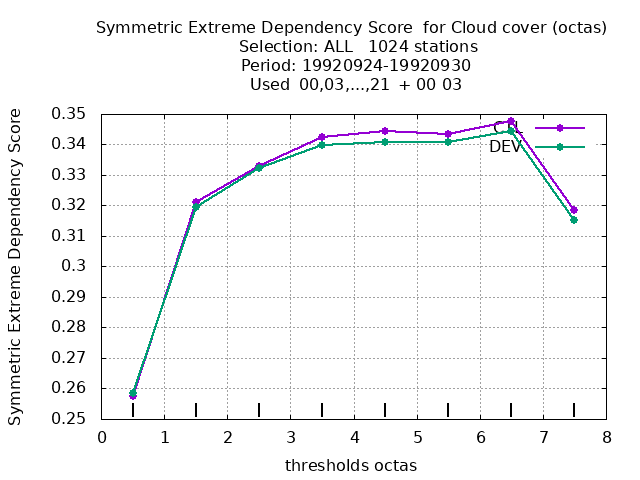 Symmetric Extreme Dependency Score  for Cloud cover (octas)
Selection: ALL   1024 stations
Period: 19920924-19920930
Used  00,03,...,21  + 00 03
Symmetric Extreme Dependency Score
0.35
0.34
0.33
0.32
0.31
0.3
0.29
0.28
0.27
0.26
0.25
DEV
0 1 2 3 4 5 6 7 8
thresholds octas